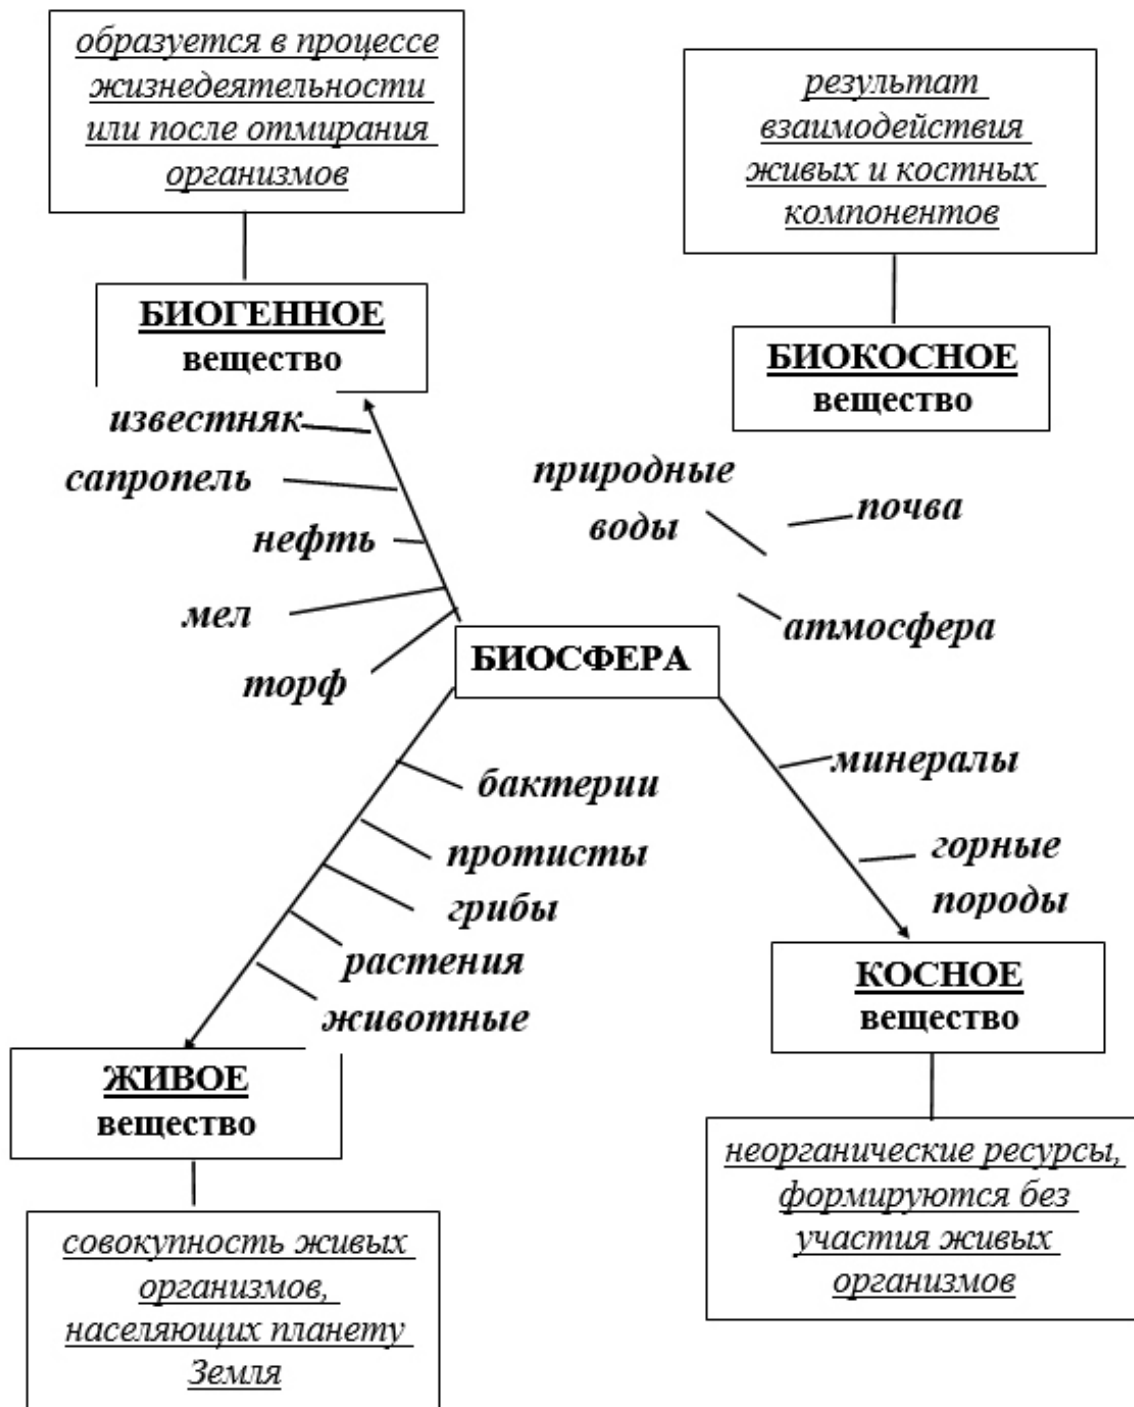 образуется в процессе
жизнедеятельности
или после отмирания
организмов
результат
взаимодействия
живых и костных
компонентов
БИОГЕННОЕ
вещество
БИОКОСНОЕ
вещество
известняк
сапропель
нефть
мел
торф
природные
воды
почва
атмосфера
БИОСФЕРА
бактерии
протисты
грибы
растения
животные
минералы
горные
породы
ЖИВОЕ
вещество
КОСНОЕ
вещество
совокупность живых
организмов,
населяющих планету
Земля
неорганические ресурсы,
формируются без
участия живых
организмов